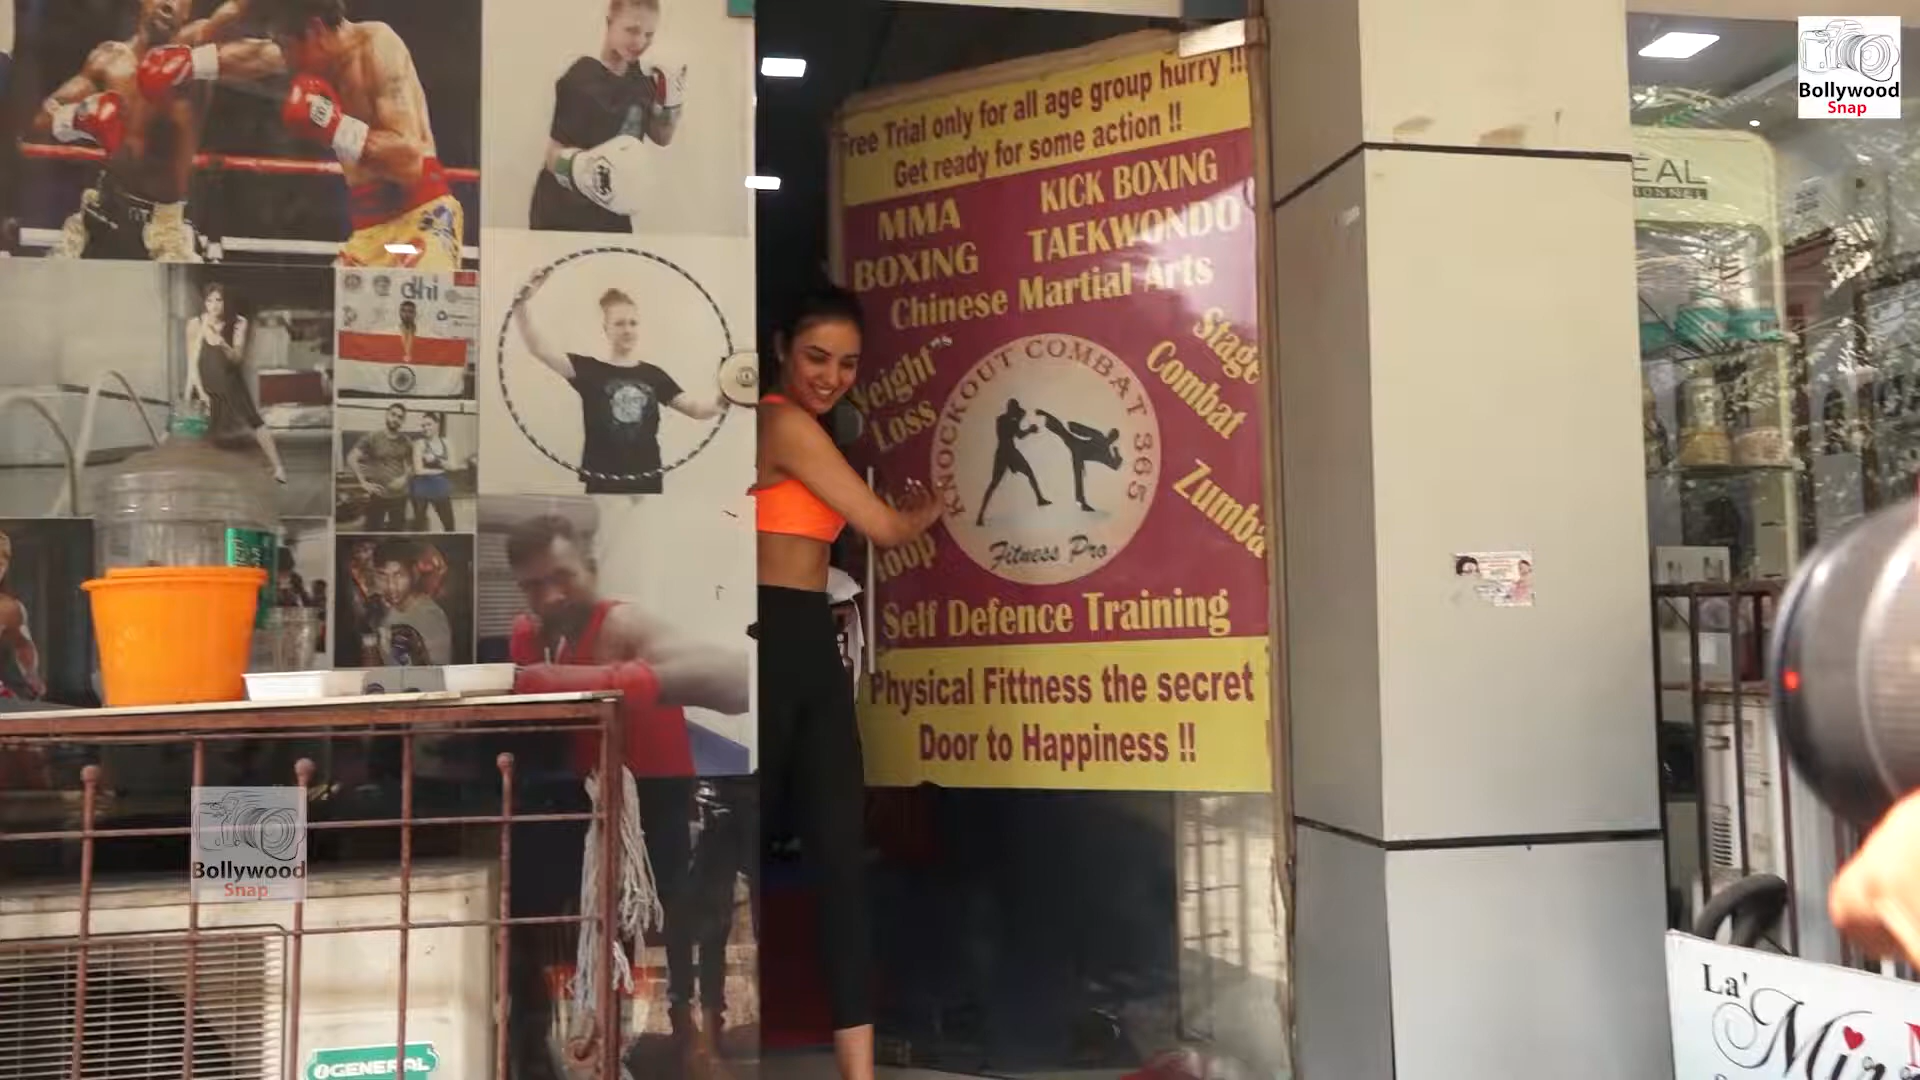 Bollywood
Snap
Free Trial only for all age group hurry !!!
Get ready for some action !!
MMA
KICK BOXING
BOXING
TAEKWONDO
Chinese Martial Arts
Weight
Loss
Stage
Combat
KNOCKOUT COMBAT 365
Fitness Pro
Zumba
Self Defence Training
Physical Fittness the secret
Door to Happiness !!
Bollywood
Snap
GENERAL
La'